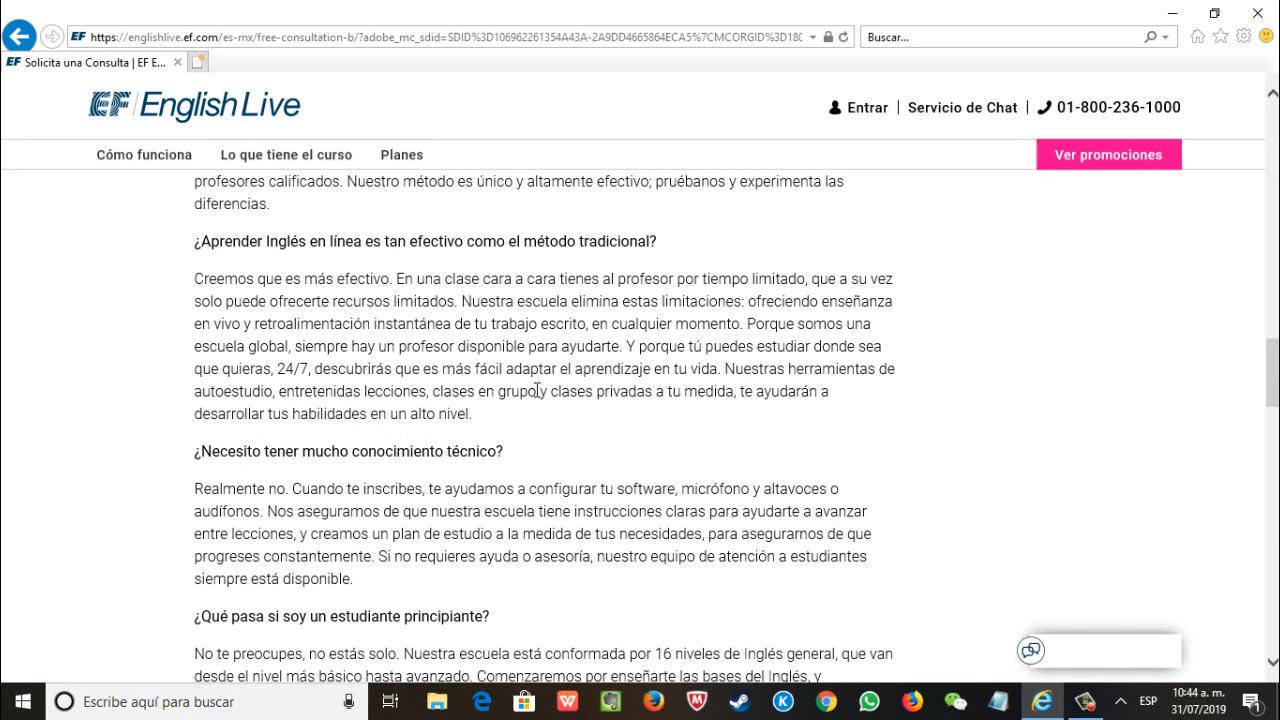 https://englishlive.ef.com/es-mx/free-consultation-b/?adobe_mc_sdid=SDID%3D106962261354A43A-2A9DD4665864ECA5%7CMCORGID%3D180
Buscar...
EF Solicita una Consulta | EF E...
EF English Live
Entrar | Servicio de Chat | 01-800-236-1000
Cómo funciona Lo que tiene el curso Planes Ver promociones
profesores calificados. Nuestro método es único y altamente efectivo; pruébanos y experimenta las
diferencias.
¿Aprender Inglés en línea es tan efectivo como el método tradicional?
Creemos que es más efectivo. En una clase cara a cara tienes al profesor por tiempo limitado, que a su vez
solo puede ofrecerte recursos limitados. Nuestra escuela elimina estas limitaciones: ofreciendo enseñanza
en vivo y retroalimentación instantánea de tu trabajo escrito, en cualquier momento. Porque somos una
escuela global, siempre hay un profesor disponible para ayudarte. Y porque tú puedes estudiar donde sea
que quieras, 24/7, descubrirás que es más fácil adaptar el aprendizaje en tu vida. Nuestras herramientas de
autoestudio, entretenidas lecciones, clases en grupo y clases privadas a tu medida, te ayudarán a
desarrollar tus habilidades en un alto nivel.
¿Necesito tener mucho conocimiento técnico?
Realmente no. Cuando te inscribes, te ayudamos a configurar tu software, micrófono y altavoces o
audífonos. Nos aseguramos de que nuestra escuela tiene instrucciones claras para ayudarte a avanzar
entre lecciones, y creamos un plan de estudio a la medida de tus necesidades, para asegurarnos de que
progreses constantemente. Si no requieres ayuda o asesoría, nuestro equipo de atención a estudiantes
siempre está disponible.
¿Qué pasa si soy un estudiante principiante?
No te preocupes, no estás solo. Nuestra escuela está conformada por 16 niveles de Inglés general, que van
desde el nivel más básico hasta avanzado. Comenzaremos por enseñarte las bases del Inglés, y
Escribe aquí para buscar
ESP
10:44 a. m.
31/07/2019